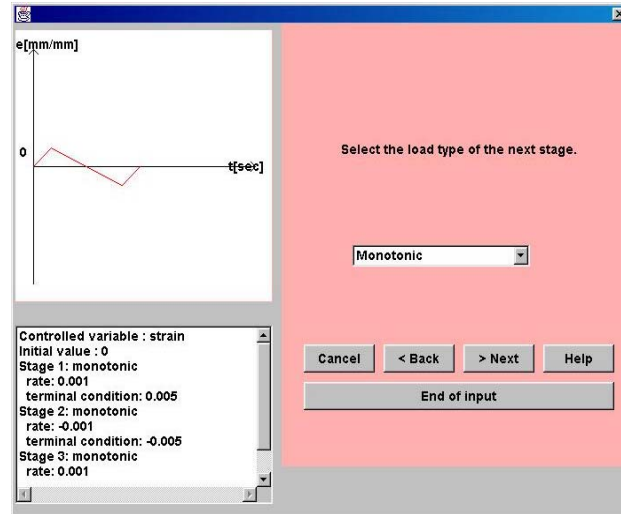 e[mm/mm]
0
t[sec]
Controlled variable : strain
Initial value : 0
Stage 1: monotonic
rate: 0.001
terminal condition: 0.005
Stage 2: monotonic
rate: -0.001
terminal condition: -0.005
Stage 3: monotonic
rate: 0.001
Select the load type of the next stage.
Monotonic
Cancel
< Back
> Next
Help
End of input